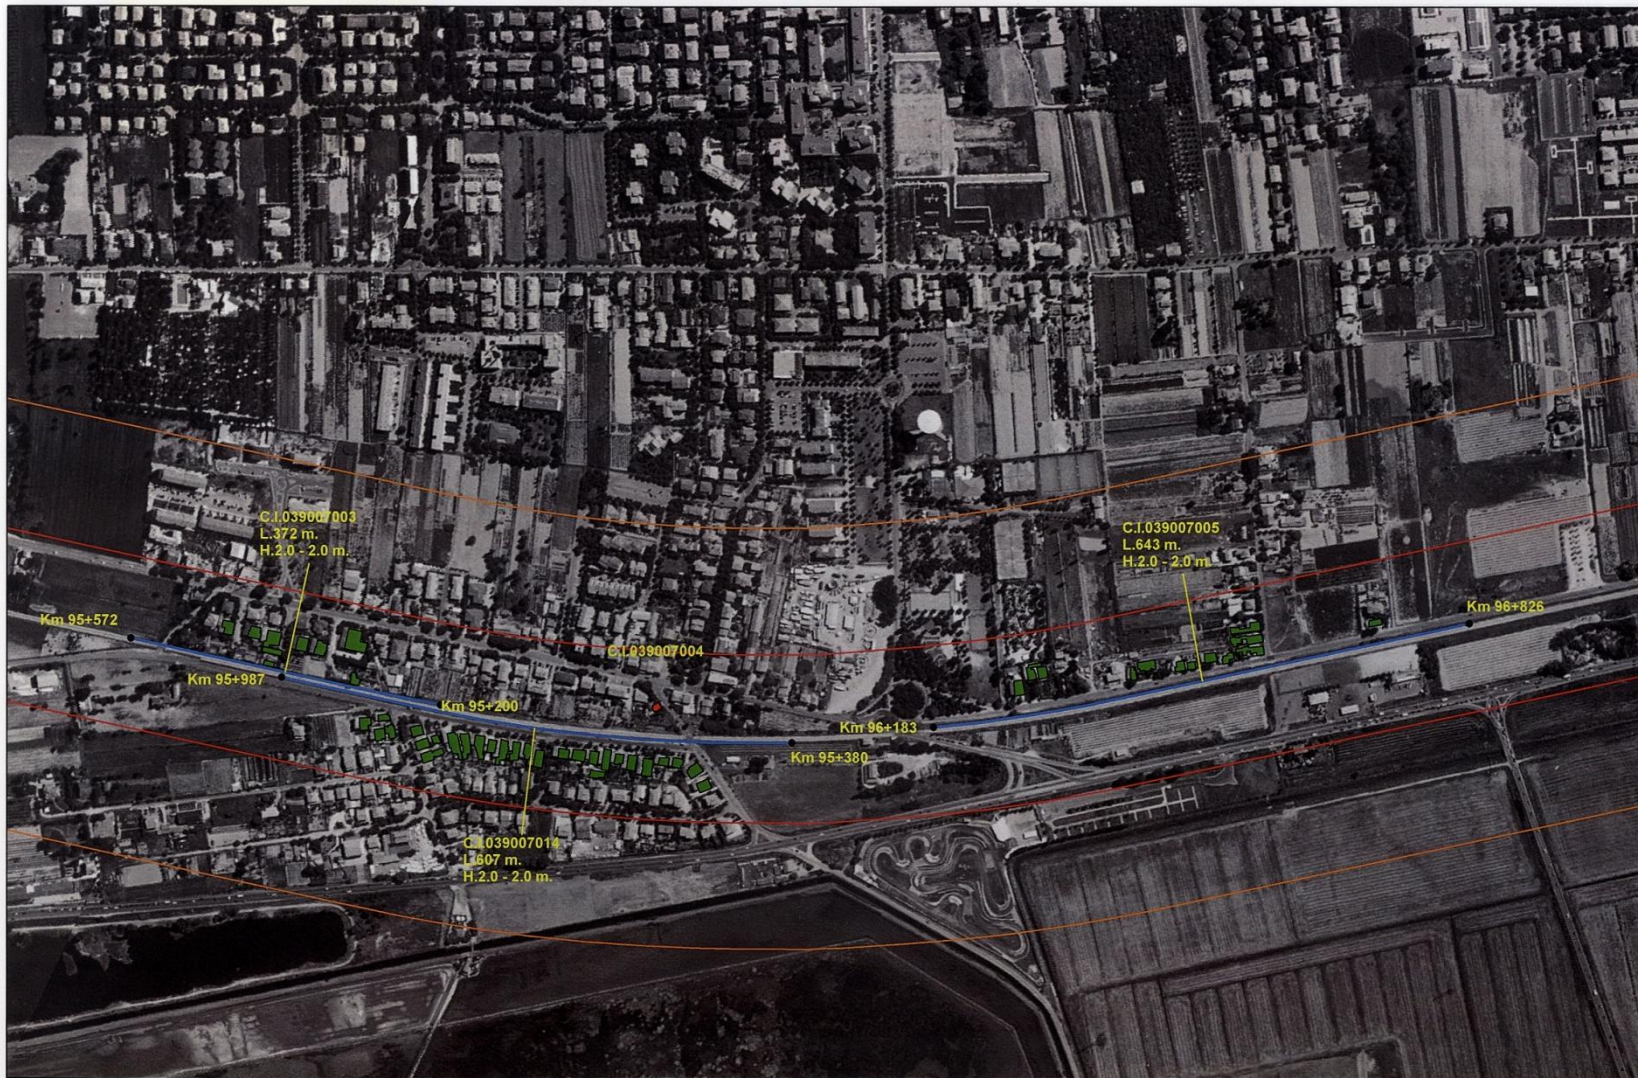 C.I.039007003
L.372 m.
H.2.0 - 2.0 m.
C.I.039007005
L.643 m.
H.2.0 - 2.0 m.
Km 95+572
Km 96+826
C.I.039007004
Km 95+987
Km 95+200
Km 96+183
Km 95+380
C.I.039007014
L.607 m.
H.2.0 - 2.0 m.